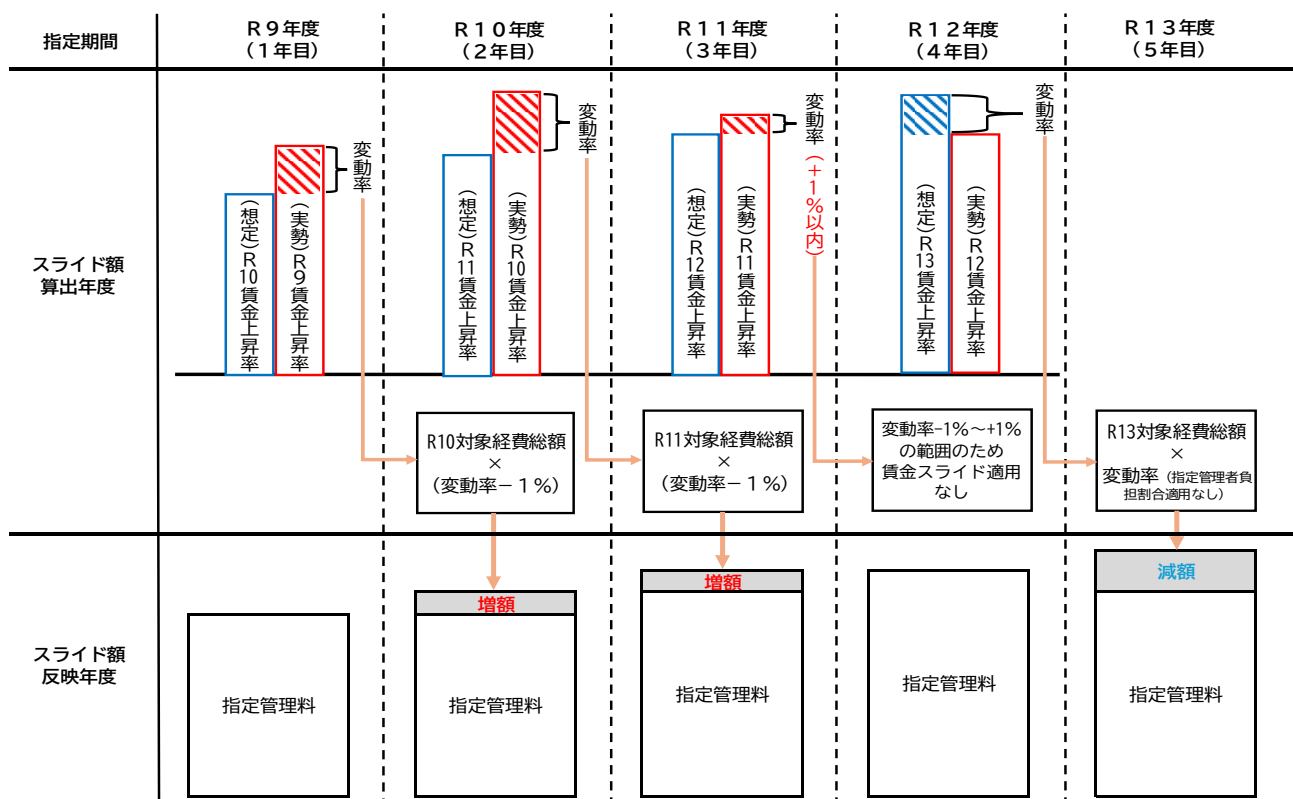 指定期間
R9年度
(1年目)
R10年度
(2年目)
R11年度
(3年目)
R12年度
(4年目)
R13年度
(5年目)
スライド額
算出年度
(想定)R10賃金上昇率
(実勢)R9賃金上昇率
変動率
(想定)R11賃金上昇率
(実勢)R10賃金上昇率
変動率
(想定)R12賃金上昇率
(実勢)R11賃金上昇率
変動率(+1%以内)
(想定)R13賃金上昇率
(実勢)R12賃金上昇率
変動率
R10対象経費総額
×
(変動率-1%)
R11対象経費総額
×
(変動率-1%)
変動率-1%~+1%
の範囲のため
賃金スライド適用
なし
R13対象経費総額
×
変動率(指定管理者負
担割合適用なし)
スライド額
反映年度
指定管理料
増額
指定管理料
増額
指定管理料
指定管理料
減額
指定管理料